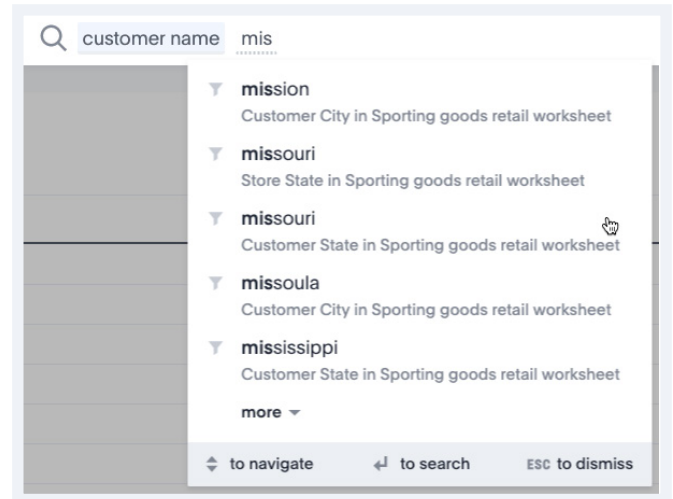 customer name mis
mission
Customer City in Sporting goods retail worksheet
missouri
Store State in Sporting goods retail worksheet
missouri
Customer State in Sporting goods retail worksheet
missoula
Customer City in Sporting goods retail worksheet
mississippi
Customer State in Sporting goods retail worksheet
more
to navigate to search ESC to dismiss